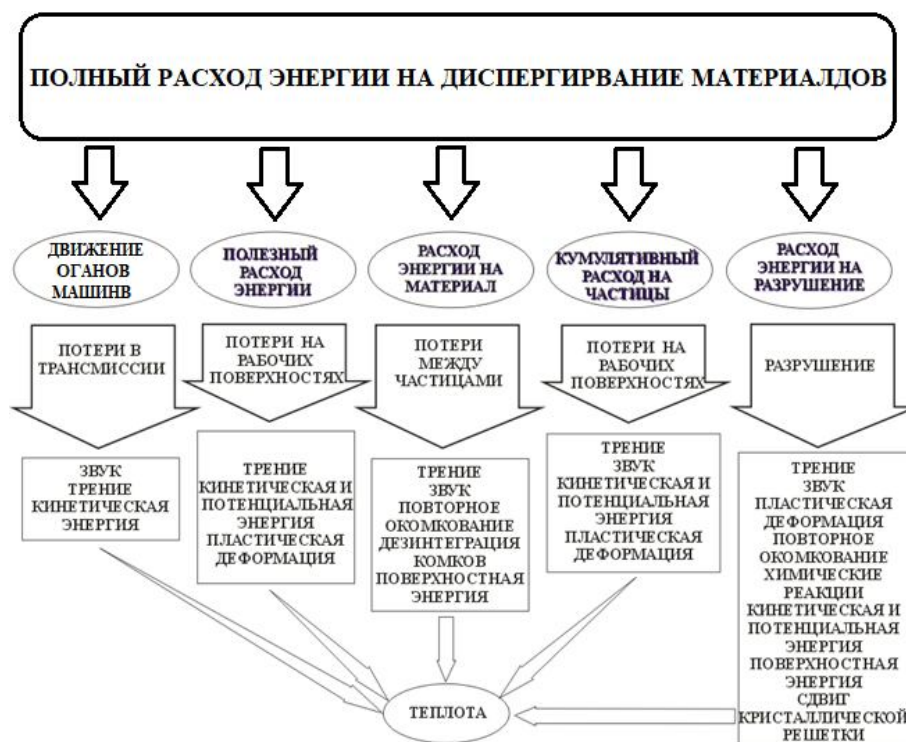 ПОЛНЫЙ РАСХОД ЭНЕРГИИ НА ДИСПЕРГИРВАНИЕ МАТЕРИАЛДОВ
ДВИЖЕНИЕ
ОГАНОВ
МАШИНВ
ПОЛЕЗНЫЙ
РАСХОД
ЭНЕРГИИ
РАСХОД
ЭНЕРГИИ НА
МАТЕРИАЛ
КУМУЛЯТИВНЫЙ
РАСХОД НА
ЧАСТИЦЫ
РАСХОД
ЭНЕРГИИ НА
РАЗРУШЕНИЕ
ПОТЕРИ В
ТРАНСМИССИИ
ПОТЕРИ НА
РАБОЧИХ
ПОВЕРХНОСТЯХ
ПОТЕРИ
МЕЖДУ
ЧАСТИЦАМИ
ПОТЕРИ НА
РАБОЧИХ
ПОВЕРХНОСТЯХ
РАЗРУШЕНИЕ
ЗВУК
ТРЕНИЕ
КИНЕТИЧЕСКАЯ
ЭНЕРГИЯ
ТРЕНИЕ
КИНЕТИЧЕСКАЯ И
ПОТЕНЦИАЛЬНАЯ
ЭНЕРГИЯ
ПЛАСТИЧЕСКАЯ
ДЕФОРМАЦИЯ
ТРЕНИЕ
ЗВУК
ПОВТОРНОЕ
ОКОМКОВАНИЕ
ДЕЗИНТЕГРАЦИЯ
КОМКОВ
ПОВЕРХНОСТНАЯ
ЭНЕРГИЯ
ТРЕНИЕ
ЗВУК
КИНЕТИЧЕСКАЯ И
ПОТЕНЦИАЛЬНАЯ
ЭНЕРГИЯ
ПЛАСТИЧЕСКАЯ
ДЕФОРМАЦИЯ
ТРЕНИЕ
ЗВУК
ПЛАСТИЧЕСКАЯ
ДЕФОРМАЦИЯ
ПОВТОРНОЕ
ОКОМКОВАНИЕ
ХИМИЧЕСКИЕ
РЕАКЦИИ
КИНЕТИЧЕСКАЯ И
ПОТЕНЦИАЛЬНАЯ
ЭНЕРГИЯ
ПОВЕРХНОСТНАЯ
ЭНЕРГИЯ
СДВИГ
КРИСТАЛЛИЧЕСКОЙ
РЕШЕТКИ
ТЕПЛОТА